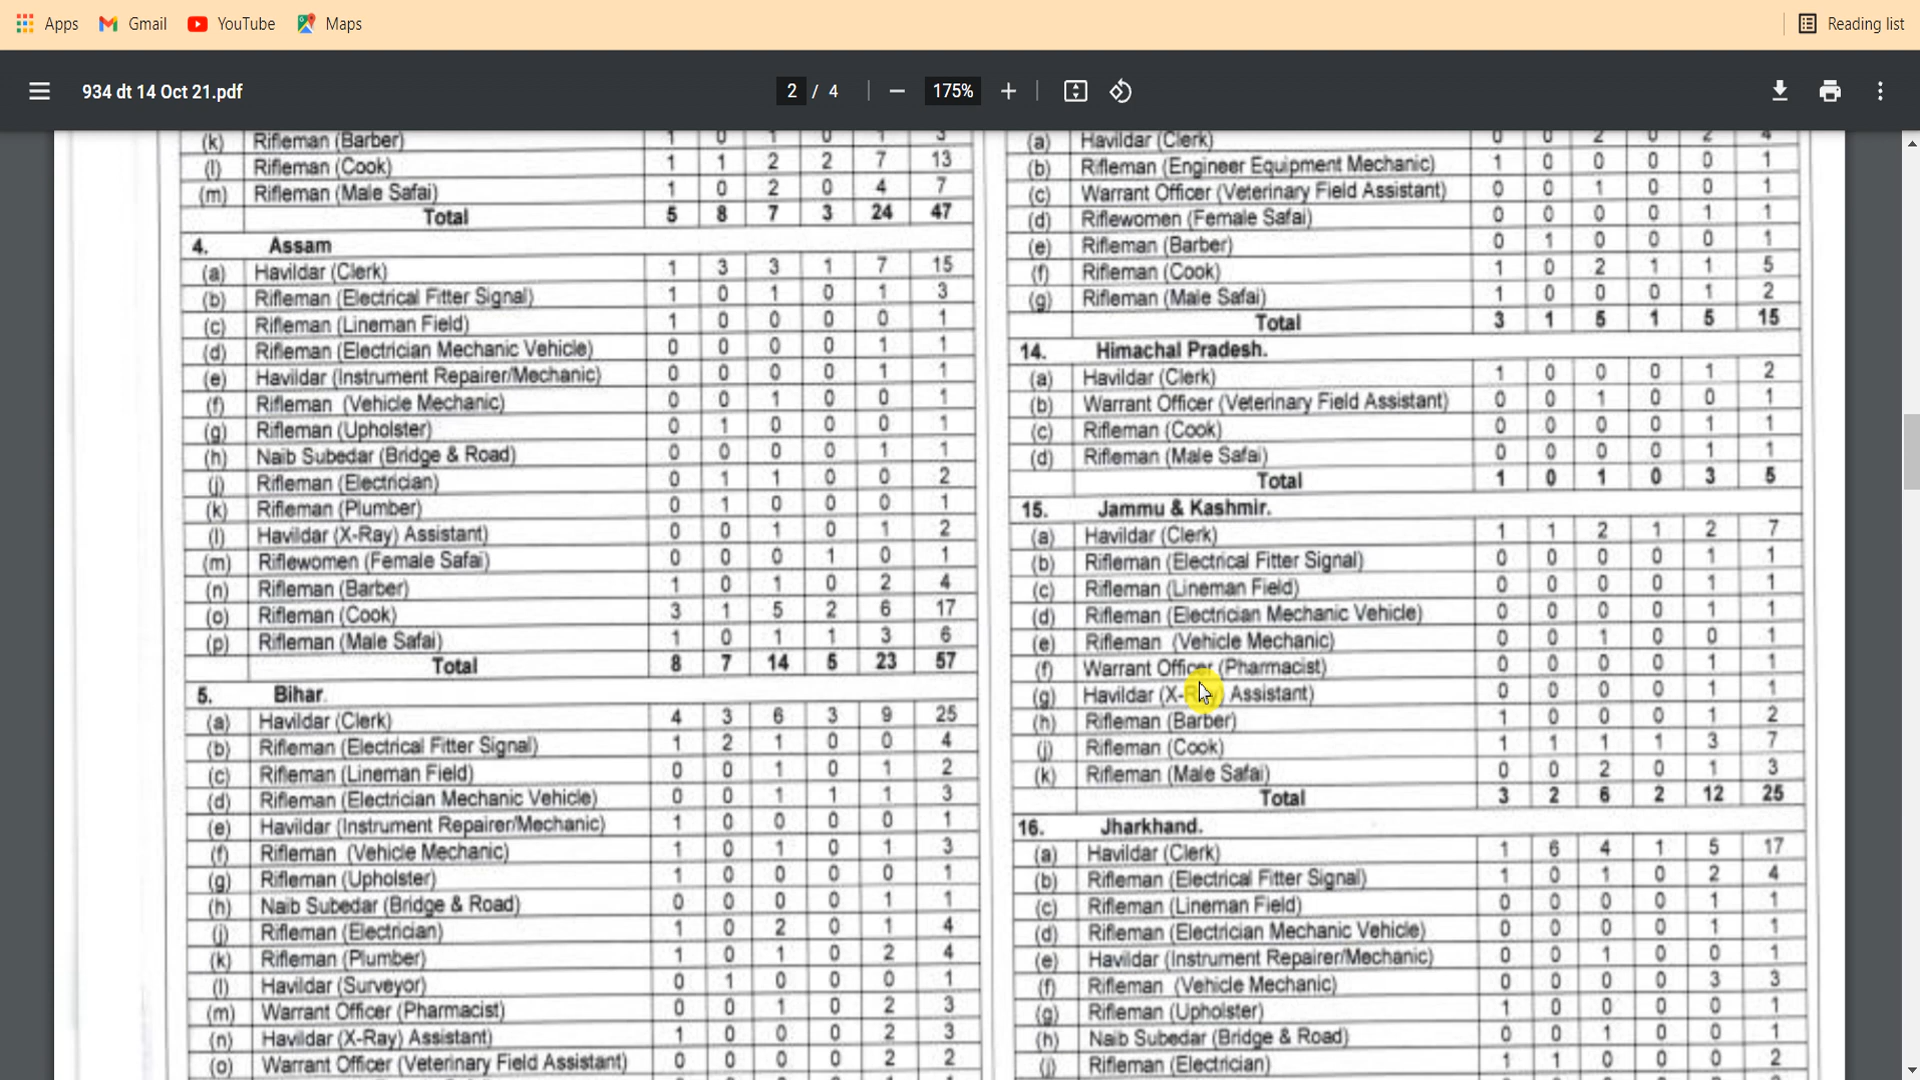 Apps Gmail YouTube Maps Reading list
934 dt 14 Oct 21.pdf 2 / 4 175%
(k) Rifleman (Barber) 1 0 1 0 1 3
(l) Rifleman (Cook) 1 1 2 2 7 13
(m) Rifleman (Male Safai) 1 0 2 0 4 7
Total 5 8 7 3 24 47
4. Assam
(a) Havildar (Clerk) 1 3 3 1 7 15
(b) Rifleman (Electrical Fitter Signal) 1 0 1 0 1 3
(c) Rifleman (Lineman Field) 1 0 0 0 0 1
(d) Rifleman (Electrician Mechanic Vehicle) 0 0 0 0 1 1
(e) Havildar (Instrument Repairer/Mechanic) 0 0 0 0 1 1
(f) Rifleman (Vehicle Mechanic) 0 0 1 0 0 1
(g) Rifleman (Upholster) 0 1 0 0 0 1
(h) Naib Subedar (Bridge & Road) 0 0 0 0 1 1
(j) Rifleman (Electrician) 0 1 1 0 0 2
(k) Rifleman (Plumber) 0 1 0 0 0 1
(l) Havildar (X-Ray) Assistant) 0 0 1 0 1 2
(m) Riflewomen (Female Safai) 0 0 0 1 0 1
(n) Rifleman (Barber) 1 0 1 0 2 4
(o) Rifleman (Cook) 3 1 5 2 6 17
(p) Rifleman (Male Safai) 1 0 1 1 3 6
Total 8 7 14 5 23 57
5. Bihar.
(a) Havildar (Clerk) 4 3 6 3 9 25
(b) Rifleman (Electrical Fitter Signal) 1 2 1 0 0 4
(c) Rifleman (Lineman Field) 0 0 1 0 1 2
(d) Rifleman (Electrician Mechanic Vehicle) 0 0 1 1 1 3
(e) Havildar (Instrument Repairer/Mechanic) 1 0 0 0 0 1
(f) Rifleman (Vehicle Mechanic) 1 0 1 0 1 3
(g) Rifleman (Upholster) 1 0 0 0 0 1
(h) Naib Subedar (Bridge & Road) 0 0 0 0 1 1
(j) Rifleman (Electrician) 1 0 2 0 1 4
(k) Rifleman (Plumber) 1 0 1 0 2 4
(l) Havildar (Surveyor) 0 1 0 0 0 1
(m) Warrant Officer (Pharmacist) 0 0 1 0 2 3
(n) Havildar (X-Ray) Assistant) 1 0 0 0 2 3
(o) Warrant Officer (Veterinary Field Assistant) 0 0 0 0 2 2
(a) Havildar (Clerk) 0 0 2 0 2 4
(b) Rifleman (Engineer Equipment Mechanic) 1 0 0 0 0 1
(c) Warrant Officer (Veterinary Field Assistant) 0 0 1 0 0 1
(d) Riflewomen (Female Safai) 0 0 0 0 1 1
(e) Rifleman (Barber) 0 1 0 0 0 1
(f) Rifleman (Cook) 1 0 2 1 1 5
(g) Rifleman (Male Safai) 1 0 0 0 1 2
Total 3 1 5 1 5 15
14. Himachal Pradesh.
(a) Havildar (Clerk) 1 0 0 0 1 2
(b) Warrant Officer (Veterinary Field Assistant) 0 0 1 0 0 1
(c) Rifleman (Cook) 0 0 0 0 1 1
(d) Rifleman (Male Safai) 0 0 0 0 1 1
Total 1 0 1 0 3 5
15. Jammu & Kashmir.
(a) Havildar (Clerk) 1 1 2 1 2 7
(b) Rifleman (Electrical Fitter Signal) 0 0 0 0 1 1
(c) Rifleman (Lineman Field) 0 0 0 0 1 1
(d) Rifleman (Electrician Mechanic Vehicle) 0 0 0 0 1 1
(e) Rifleman (Vehicle Mechanic) 0 0 1 0 0 1
(f) Warrant Officer (Pharmacist) 0 0 0 0 1 1
(g) Havildar (X-Ray) Assistant) 0 0 0 0 1 1
(h) Rifleman (Barber) 1 0 0 0 1 2
(j) Rifleman (Cook) 1 1 1 1 3 7
(k) Rifleman (Male Safai) 0 0 2 0 1 3
Total 3 2 6 2 12 25
16. Jharkhand.
(a) Havildar (Clerk) 1 6 4 1 5 17
(b) Rifleman (Electrical Fitter Signal) 1 0 1 0 2 4
(c) Rifleman (Lineman Field) 0 0 0 0 1 1
(d) Rifleman (Electrician Mechanic Vehicle) 0 0 0 0 1 1
(e) Havildar (Instrument Repairer/Mechanic) 0 0 1 0 0 1
(f) Rifleman (Vehicle Mechanic) 0 0 0 0 3 3
(g) Rifleman (Upholster) 1 0 0 0 0 1
(h) Naib Subedar (Bridge & Road) 0 0 1 0 0 1
(j) Rifleman (Electrician) 1 1 0 0 0 2